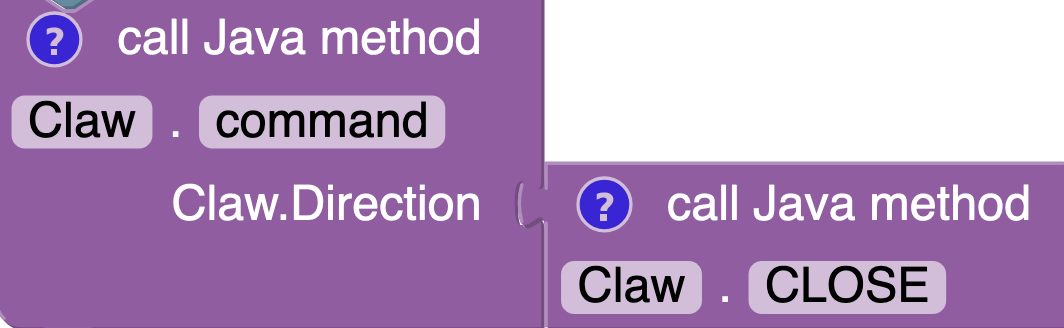 ? call Java method
Claw . command
Claw.Direction
? call Java method
Claw . CLOSE